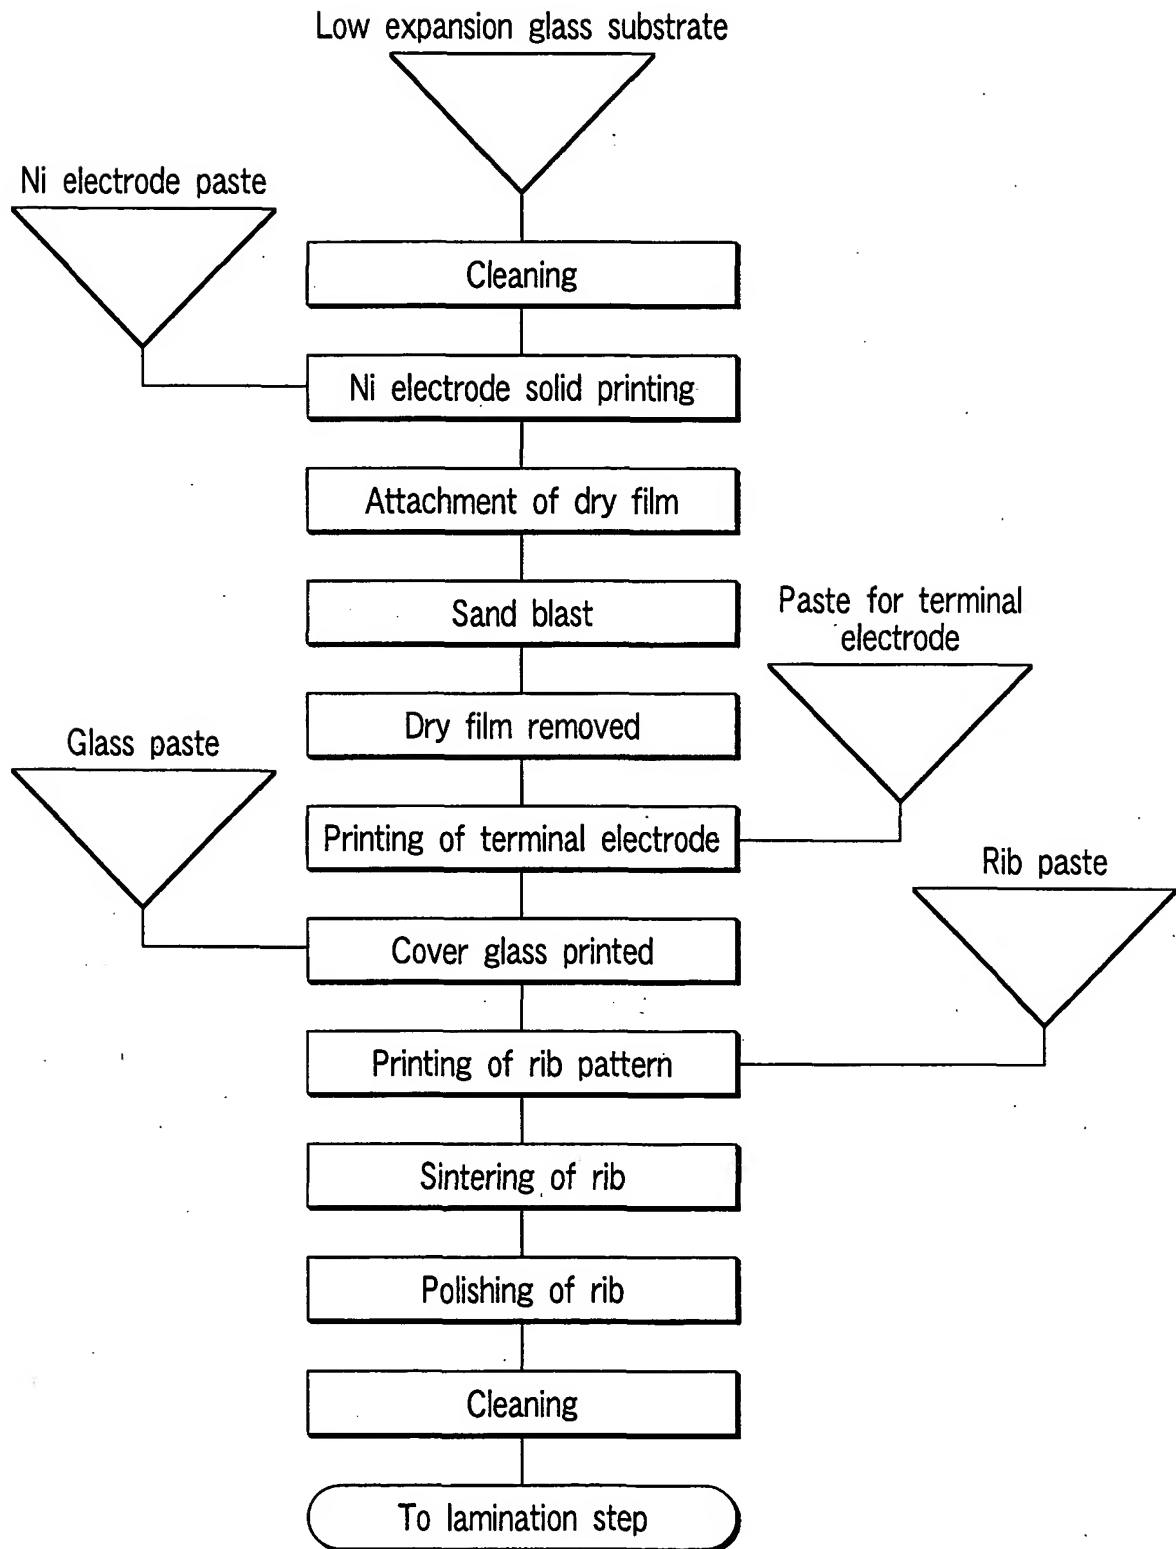 Low expansion glass substrate
Ni electrode paste
Cleaning
Ni electrode solid printing
Attachment of dry film
Sand blast
Paste for terminal
electrode
Dry film removed
Glass paste
Printing of terminal electrode
Rib paste
Cover glass printed
Printing of rib pattern
Sintering of rib
Polishing of rib
Cleaning
To lamination step